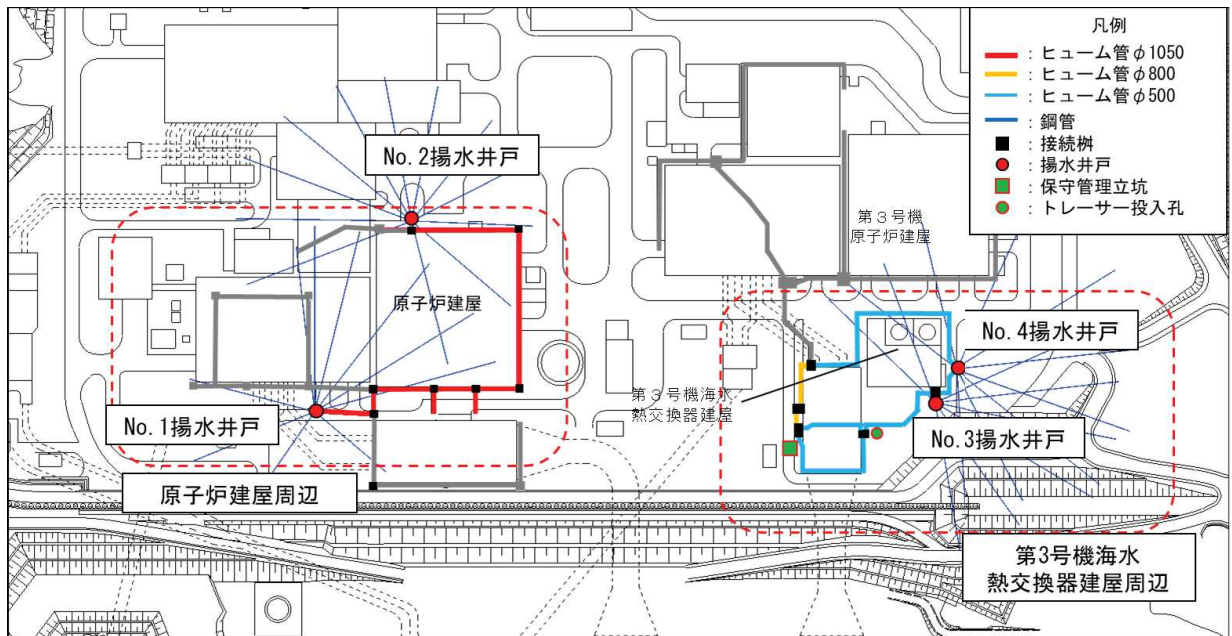 凡例
：ヒューム管φ1050
：ヒューム管φ800
：ヒューム管φ500
：鋼管
：接続桝
：揚水井戸
：保守管理立坑
：トレーサー投入孔
No.2揚水井戸
第３号機
原子炉建屋
原子炉建屋
No.4揚水井戸
第３号機海水
熱交換器建屋
No.1揚水井戸
No.3揚水井戸
原子炉建屋周辺
第3号機海水
熱交換器建屋周辺